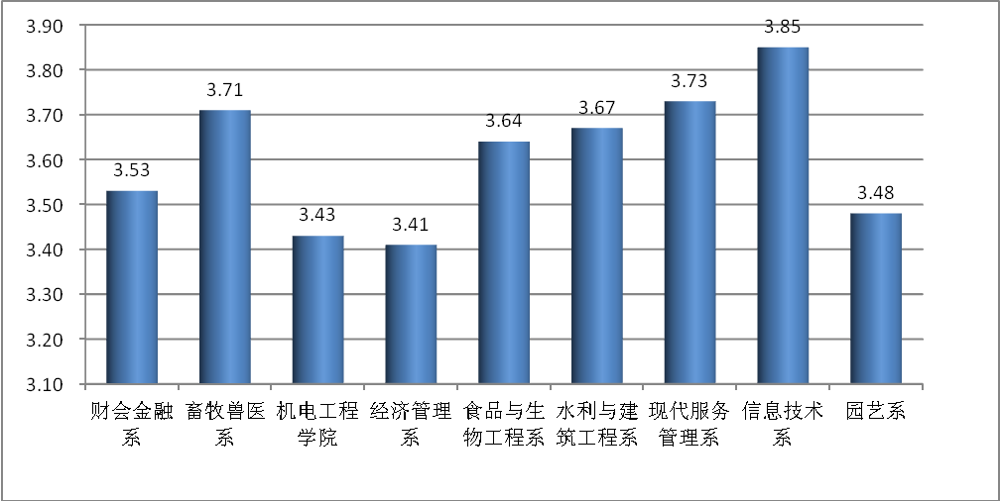 3.90
3.80
3.70
3.60
3.50
3.40
3.30
3.20
3.10
3.53
3.71
3.43
3.41
3.64
3.67
3.73
3.85
3.48
财会金融
系
畜牧兽医
系
机电工程
学院
经济管理
系
食品与生
物工程系
水利与建
筑工程系
现代服务
管理系
信息技术
系
园艺系